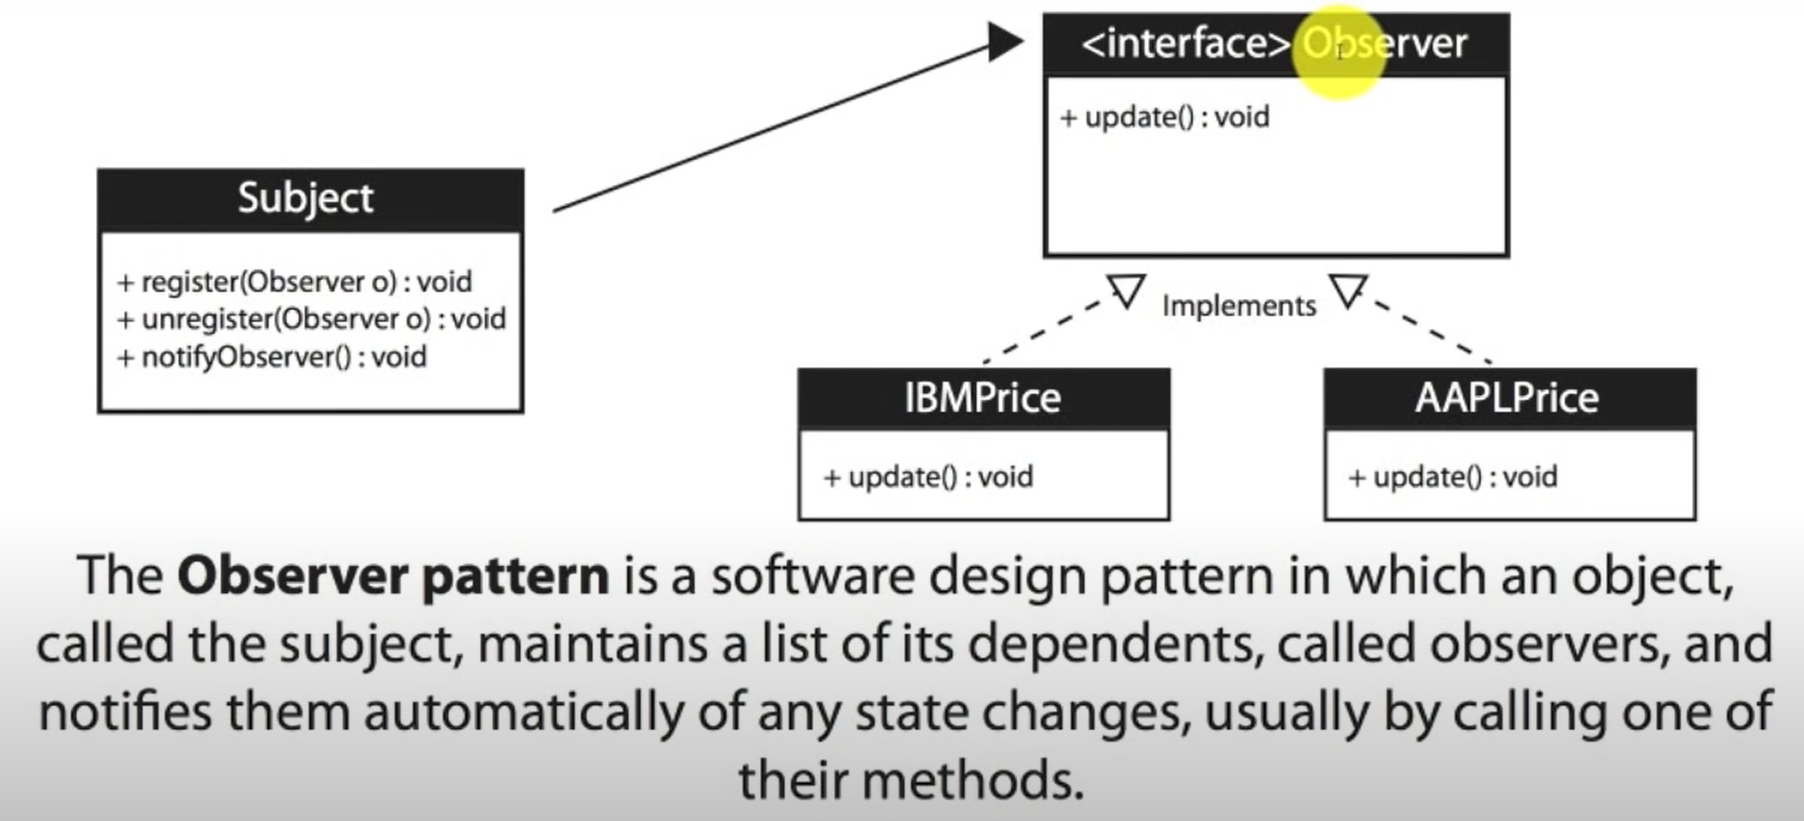 <interface> Observer
+ update() : void
Subject
+ register(Observer o) : void
+ unregister(Observer o) : void
+ notifyObserver() : void
Implements
IBMPrice
+ update() : void
AAPLPrice
+ update() : void
The Observer pattern is a software design pattern in which an object,
called the subject, maintains a list of its dependents, called observers, and
notifies them automatically of any state changes, usually by calling one of
their methods.